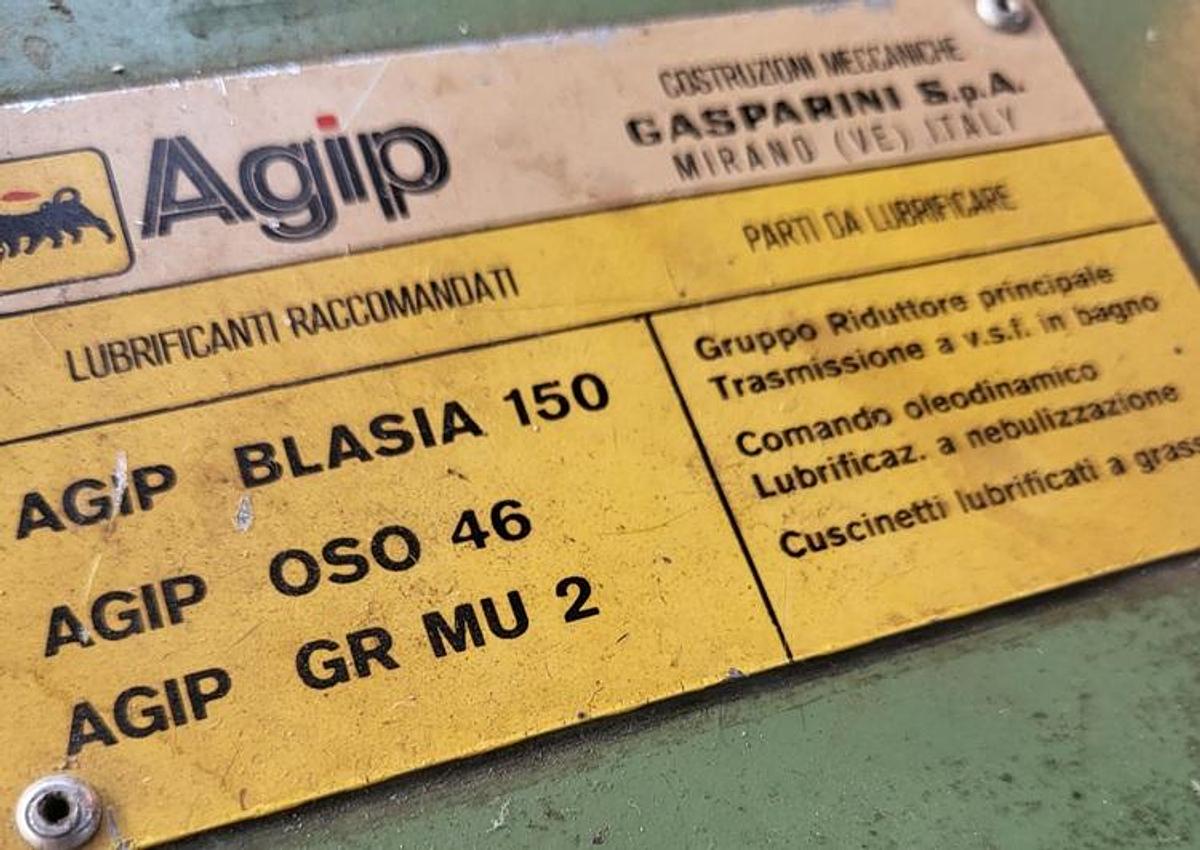 Agip
COSTRUZIONI MECCANICHE
GASPARINI S.p.A.
MIRANO (VE) ITALY
LUBRIFICANTI RACCOMANDATI
PARTI DA LUBRIFICARE
AGIP BLASIA 150
Gruppo Riduttore principale
Trasmissione a v.s.f. in bagno
AGIP OSO 46
Comando oleodinamico
Lubrificaz. a nebulizzazione
AGIP GR MU 2
Cuscinetti lubrificati a grass